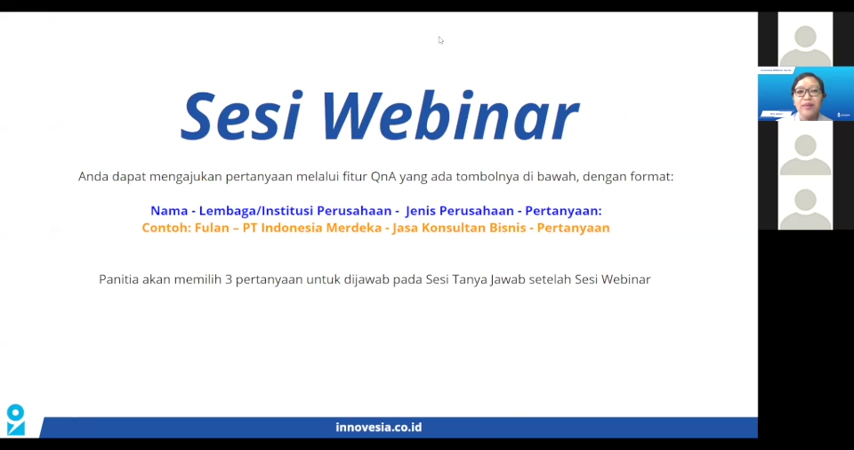 Sesi Webinar
Anda dapat mengajukan pertanyaan melalui fitur QnA yang ada tombolnya di bawah, dengan format:
Nama - Lembaga/Institusi Perusahaan - Jenis Perusahaan - Pertanyaan:
Contoh: Fulan – PT Indonesia Merdeka - Jasa Konsultan Bisnis - Pertanyaan
Panitia akan memilih 3 pertanyaan untuk dijawab pada Sesi Tanya Jawab setelah Sesi Webinar
innovesia.co.id